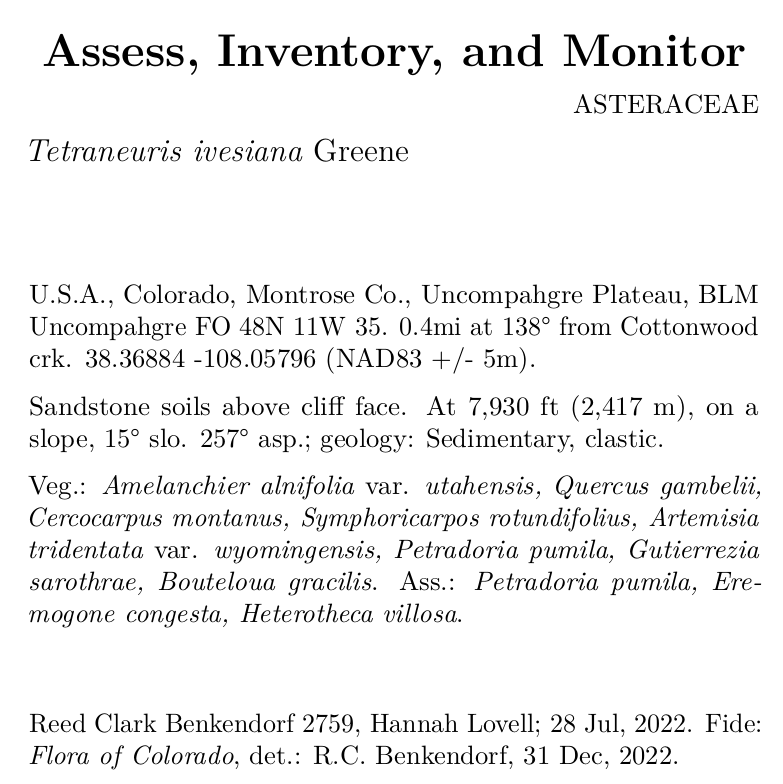 Assess, Inventory, and Monitor
ASTERACEAE
Tetraneuris ivesiana Greene
U.S.A., Colorado, Montrose Co., Uncompahgre Plateau, BLM
Uncompahgre FO 48N 11W 35. 0.4mi at 138° from Cottonwood
crk. 38.36884 -108.05796 (NAD83 +/- 5m).
Sandstone soils above cliff face. At 7,930 ft (2,417 m), on a
slope, 15° slo. 257° asp.; geology: Sedimentary, clastic.
Veg.: Amelanchier alnifolia var. utahensis, Quercus gambelii,
Cercocarpus montanus, Symphoricarpos rotundifolius, Artemisia
tridentata var. wyomingensis, Petradoria pumila, Gutierrezia
sarothrae, Bouteloua gracilis. Ass.: Petradoria pumila, Ere-
mogone congesta, Heterotheca villosa.
Reed Clark Benkendorf 2759, Hannah Lovell; 28 Jul, 2022. Fide:
Flora of Colorado, det.: R.C. Benkendorf, 31 Dec, 2022.